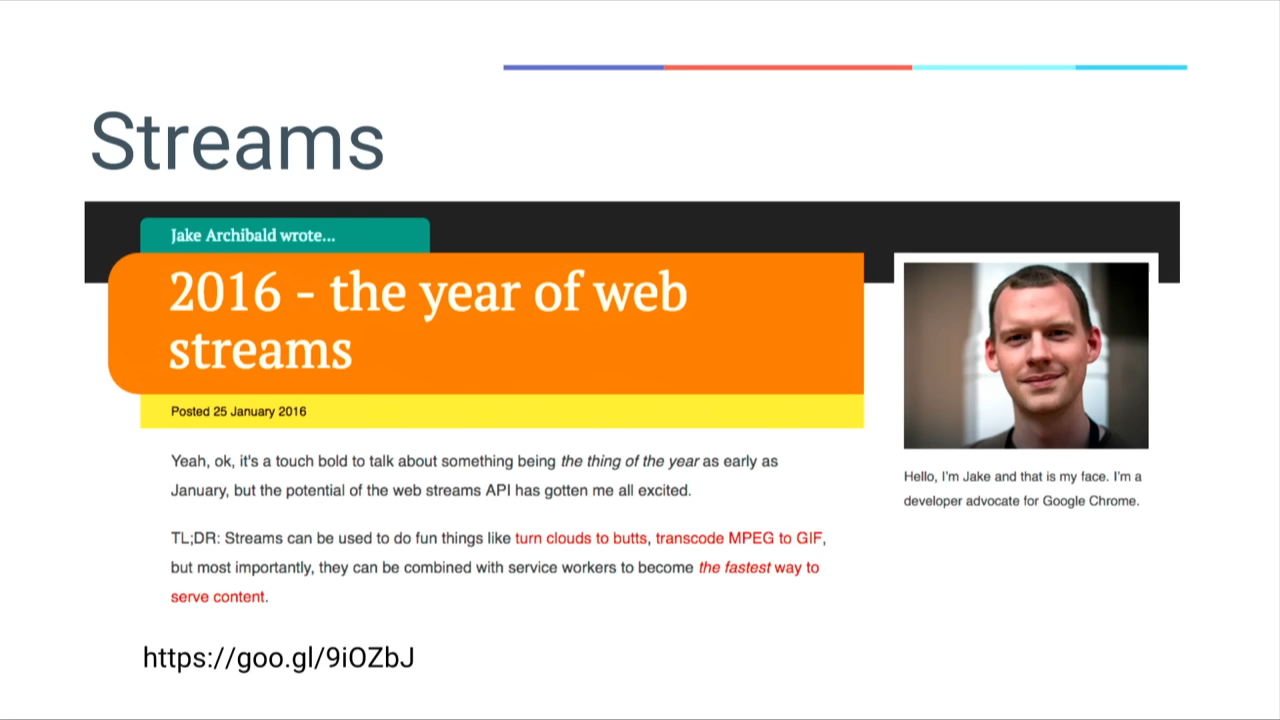 Streams
Jake Archibald wrote...
2016 - the year of web
streams
Posted 25 January 2016
Yeah, ok, it's a touch bold to talk about something being the thing of the year as early as
January, but the potential of the web streams API has gotten me all excited.
TL;DR: Streams can be used to do fun things like turn clouds to butts, transcode MPEG to GIF,
but most importantly, they can be combined with service workers to become the fastest way to
serve content.
Hello, I'm Jake and that is my face. I'm a
developer advocate for Google Chrome.
https://goo.gl/9iOZbJ